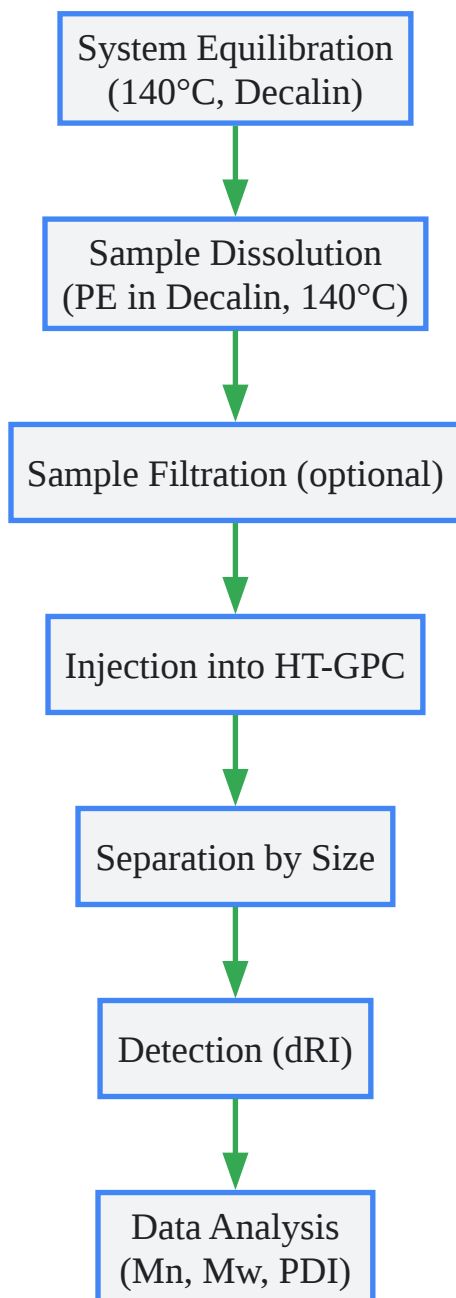 System Equilibration
(140°C, Decalin)
Sample Dissolution
(PE in Decalin, 140°C)
Sample Filtration (optional)
Injection into HT-GPC
Separation by Size
Detection (dRI)
Data Analysis
(Mn, Mw, PDI)